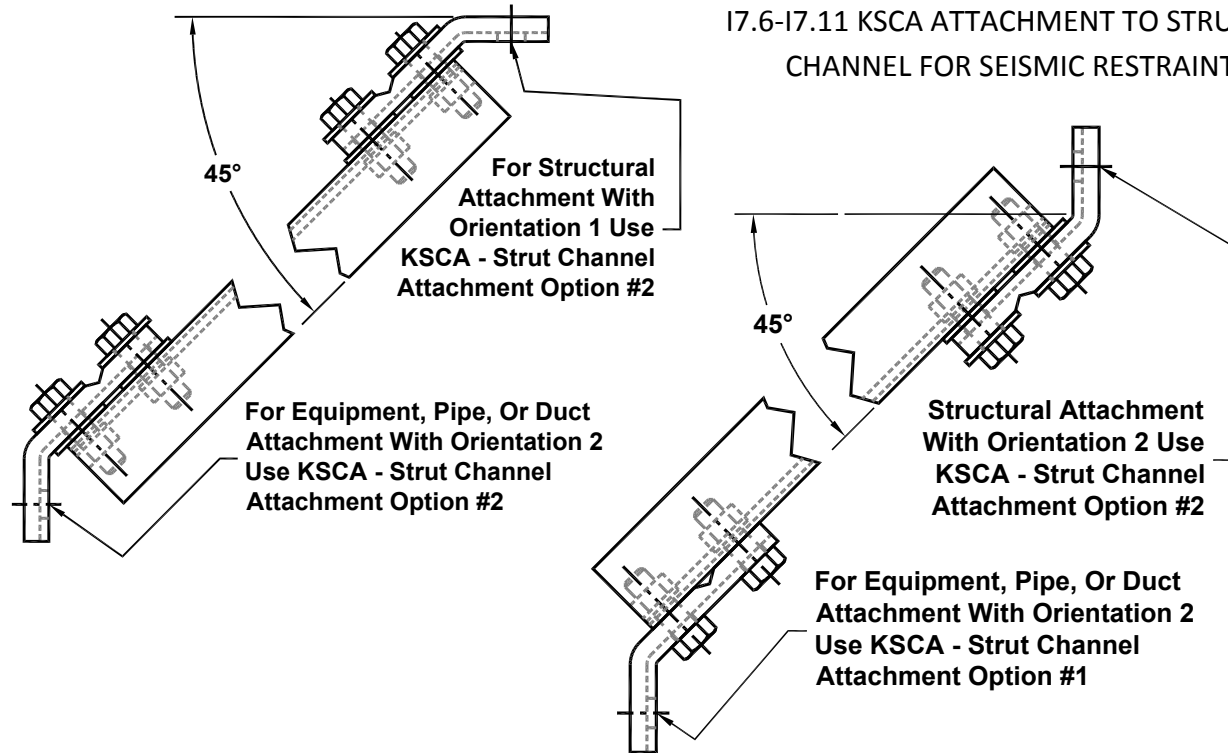 I7.6-I7.11 KSCA ATTACHMENT TO
CHANNEL FOR SEISMIC RESTRAINT
45°
For Structural
Attachment With
Orientation 1 Use
KSCA - Strut Channel
Attachment Option #2
For Equipment, Pipe, Or Duct
Attachment With Orientation 2
Use KSCA - Strut Channel
Attachment Option #2
45°
Structural Attachment
With Orientation 2 Use
KSCA - Strut Channel
Attachment Option #2
For Equipment, Pipe, Or Duct
Attachment With Orientation 2
Use KSCA - Strut Channel
Attachment Option #1